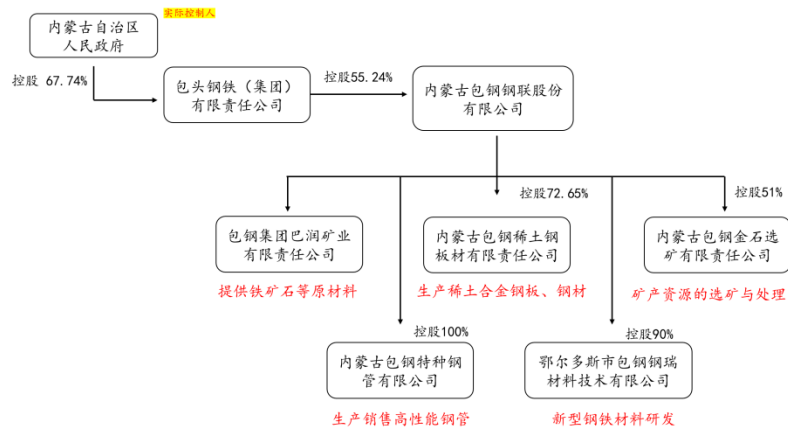 实际控制人
内蒙古自治区
人民政府
控股 67.74%
包头钢铁（集团）
有限责任公司
控股55.24%
内蒙古包钢钢联股份
有限公司
控股72.65%
控股51%
包钢集团巴润矿业
有限责任公司
内蒙古包钢稀土钢
板材有限责任公司
内蒙古包钢金石选
矿有限责任公司
提供铁矿石等原材料
生产稀土合金钢板、钢材
矿产资源的选矿与处理
控股100%
控股90%
内蒙古包钢特种钢
管有限公司
鄂尔多斯市包钢钢瑞
材料技术有限公司
生产销售高性能钢管
新型钢铁材料研发